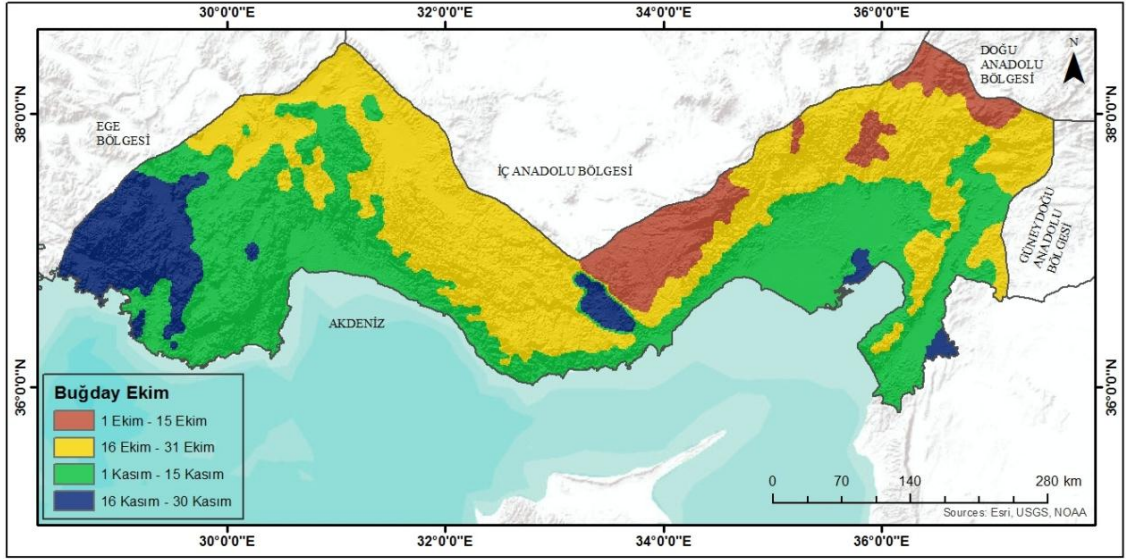 30°0'0"E 32°0'0"E 34°0'0"E 36°0'0"E
DOĞU
ANADOLU
BÖLGESİ
N
38°0'0"N
38°0'0"N
EGE
BÖLGESİ
İÇ ANADOLU BÖLGESİ
GÜNEYDOĞU
ANADOLU
BÖLGESİ
AKDENİZ
36°0'0"N
36°0'0"N
Buğday Ekim
1 Ekim - 15 Ekim
16 Ekim - 31 Ekim
1 Kasım - 15 Kasım
16 Kasım - 30 Kasım
0 70 140 280 km
Sources: Esri, USGS, NOAA
30°0'0"E 32°0'0"E 34°0'0"E 36°0'0"E